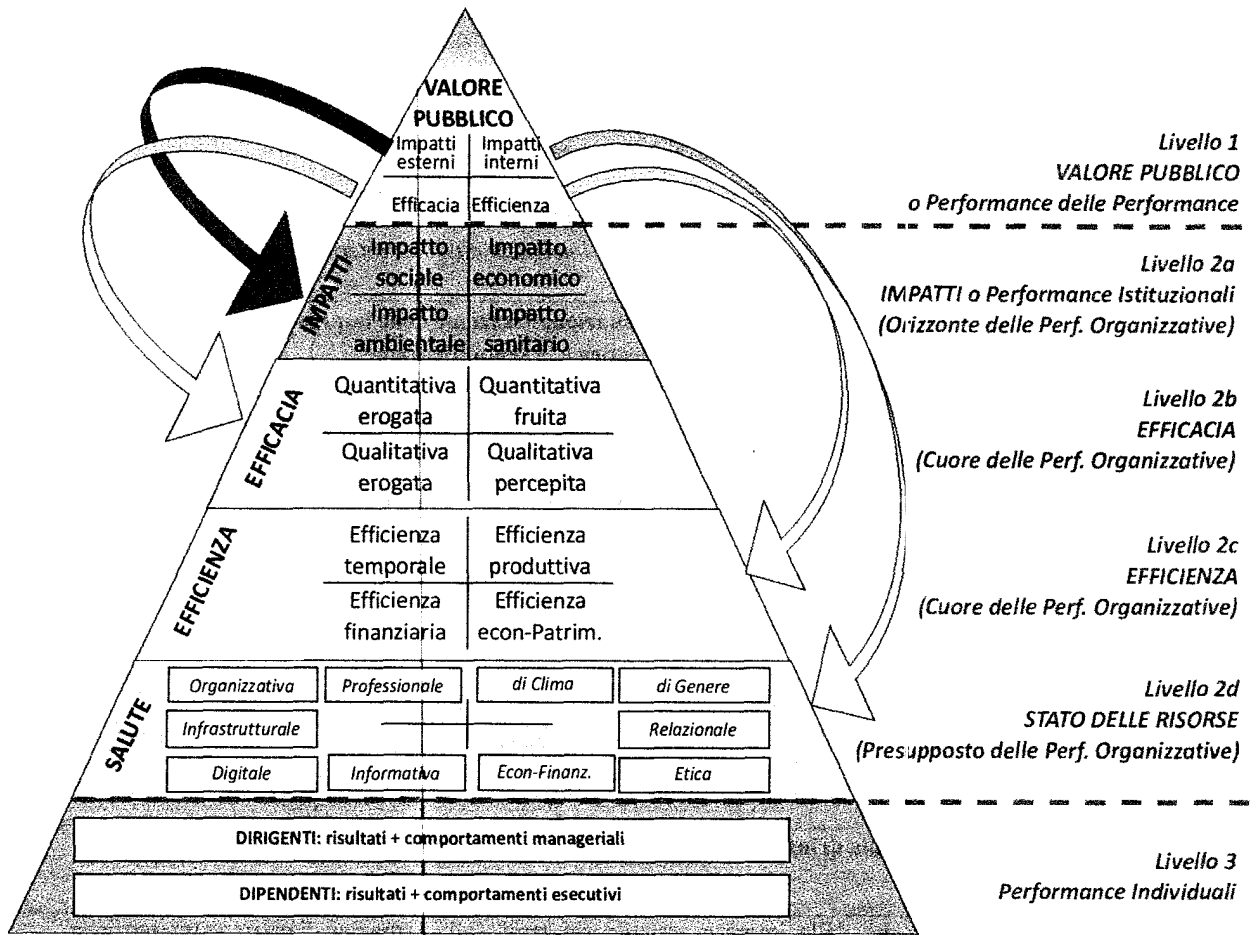 VALORE
PUBBLICO
Impatti esterni
Impatti interni
Efficacia
Efficienza
Livello 1
VALORE PUBBLICO
o Performance delle Performance
IMPATTI
Impatto sociale
Impatto economico
Impatto ambientale
Impatto sanitario
Livello 2a
IMPATTI o Performance Istituzionali
(Orizzonte delle Perf. Organizzative)
EFFICACIA
Quantitativa erogata
Quantitativa fruita
Qualitativa erogata
Qualitativa percepita
Livello 2b
EFFICACIA
(Cuore delle Perf. Organizzative)
EFFICIENZA
Efficienza temporale
Efficienza produttiva
Efficienza finanziaria
Efficienza econ-Patrim.
Livello 2c
EFFICIENZA
(Cuore delle Perf. Organizzative)
SALUTE
Organizzativa
Professionale
di Clima
di Genere
Infrastrutturale
Relazionale
Digitale
Informativa
Econ-Finanz.
Etica
Livello 2d
STATO DELLE RISORSE
(Presupposto delle Perf. Organizzative)
DIRIGENTI: risultati + comportamenti manageriali
DIPENDENTI: risultati + comportamenti esecutivi
Livello 3
Performance Individuali